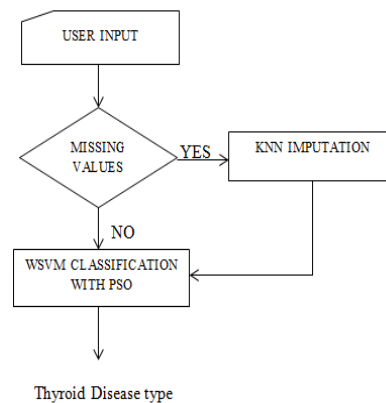 USER INPUT
MISSING
VALUES
YES
KNN IMPUTATION
NO
WSVM CLASSIFICATION
WITH PSO
Thyroid Disease type